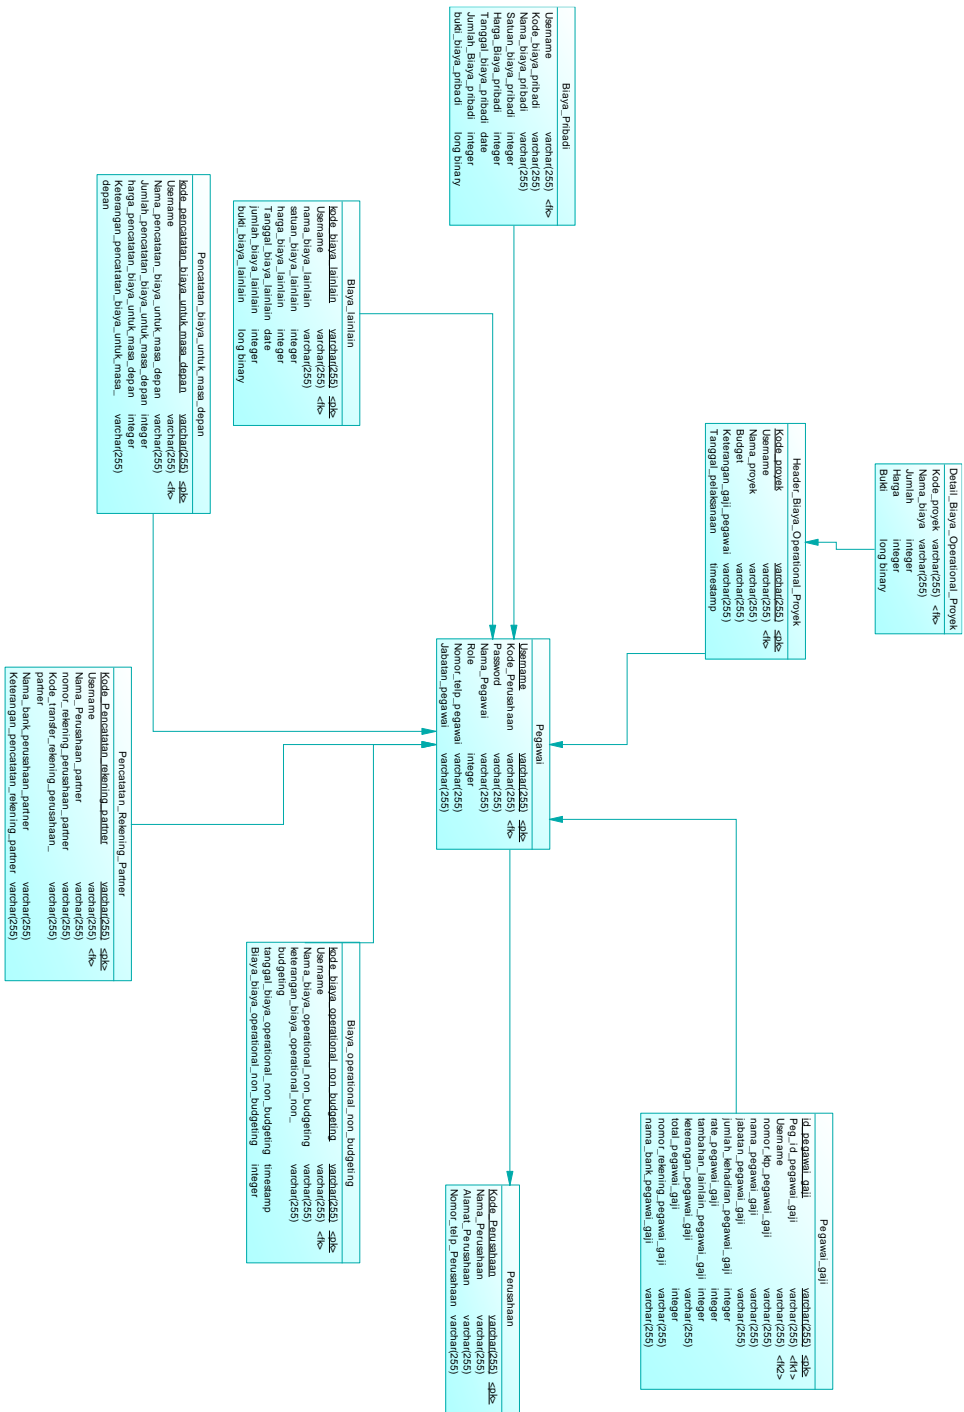 Detail_Biaya_Operational_Proyek
Kode_proyek varchar(255) <fk>
Nama_biaya varchar(255)
Jumlah integer
Harga integer
Bukti long binary
Header_Biaya_Operational_Proyek
Kode_proyek varchar(255) <pk>
Username varchar(255) <fk>
Nama_proyek varchar(255)
Budget varchar(255)
Keterangan_gaji_pegawai varchar(255)
Tanggal_pelaksanaan timestamp
Pegawai_gaji
id_pegawai_gaji varchar(255) <pk>
Peg_id_pegawai_gaji varchar(255) <fk1>
Username varchar(255) <fk2>
nomor_ktp_pegawai_gaji varchar(255)
nama_pegawai_gaji varchar(255)
jabatan_pegawai_gaji varchar(255)
jumlah_kehadiran_pegawai_gaji integer
rate_pegawai_gaji integer
tambahan_lainlain_pegawai_gaji integer
keterangan_pegawai_gaji varchar(255)
total_pegawai_gaji integer
nomor_rekening_pegawai_gaji varchar(255)
nama_bank_pegawai_gaji varchar(255)
Biaya_Pribadi
Username varchar(255) <fk>
Kode_biaya_pribadi varchar(255)
Nama_biaya_pribadi varchar(255)
Satuan_biaya_pribadi integer
Harga_Biaya_pribadi integer
Tanggal_biaya_pribadi date
Jumlah_Biaya_pribadi integer
bukti_biaya_pribadi long binary
Pegawai
Username varchar(255) <pk>
Kode_Perusahaan varchar(255) <fk>
Password varchar(255)
Nama_Pegawai varchar(255)
Role integer
Nomor_telp_pegawai varchar(255)
Jabatan_pegawai varchar(255)
Perusahaan
Kode_Perusahaan varchar(255) <pk>
Nama_Perusahaan varchar(255)
Alamat_Perusahaan varchar(255)
Nomor_telp_Perusahaan varchar(255)
BIaya_lainlain
kode_biaya_lainlain varchar(255) <pk>
Username varchar(255) <fk>
nama_biaya_lainlain varchar(255)
satuan_biaya_lainlain integer
harga_biaya_lainlain integer
Tanggal_biaya_lainlain date
jumlah_biaya_lainlain integer
bukti_biaya_lainlain long binary
Biaya_operational_non_budgeting
kode_biaya_operational_non_budgeting varchar(255) <pk>
Username varchar(255) <fk>
Nama_biaya_operational_non_budgeting varchar(255)
keterangan_biaya_operational_non_ varchar(255)
budgeting
tanggal_biaya_operational_non_budgeting timestamp
Biaya_biaya_operational_non_budgeting integer
Pencatatan_biaya_untuk_masa_depan
kode_pencatatan_biaya_untuk_masa_depan varchar(255) <pk>
Username varchar(255) <fk>
Nama_pencatatan_biaya_untuk_masa_depan varchar(255)
Jumlah_pencatatan_biaya_untuk_masa_depan integer
harga_pencatatan_biaya_untuk_masa_depan integer
Keterangan_pencatatan_biaya_untuk_masa_ varchar(255)
depan
Pencatatan_Rekening_Partner
Kode_Pencatatan_rekening_partner varchar(255) <pk>
Username varchar(255) <fk>
Nama_Perusahaan_partner varchar(255)
nomor_rekening_perusahaan_partner varchar(255)
Kode_transfer_rekening_perusahaan_ varchar(255)
partner
Nama_bank_perusahaan_partner varchar(255)
Keterangan_pencatatan_rekening_partner varchar(255)